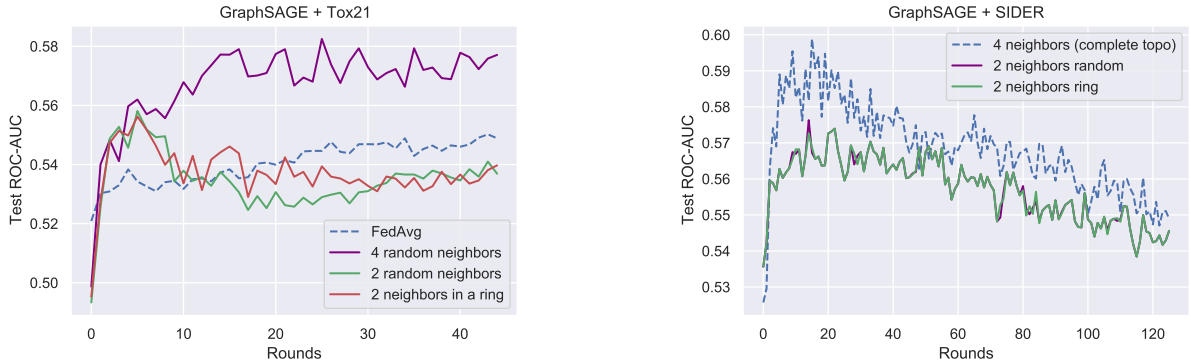 GraphSAGE + Tox21
Test ROC-AUC
0.58
0.56
0.54
0.52
0.50
FedAvg
4 random neighbors
2 random neighbors
2 neighbors in a ring
0 10 20 30 40
Rounds
GraphSAGE + SIDER
Test ROC-AUC
0.60
0.59
0.58
0.57
0.56
0.55
0.54
0.53
4 neighbors (complete topo)
2 neighbors random
2 neighbors ring
0 20 40 60 80 100 120
Rounds